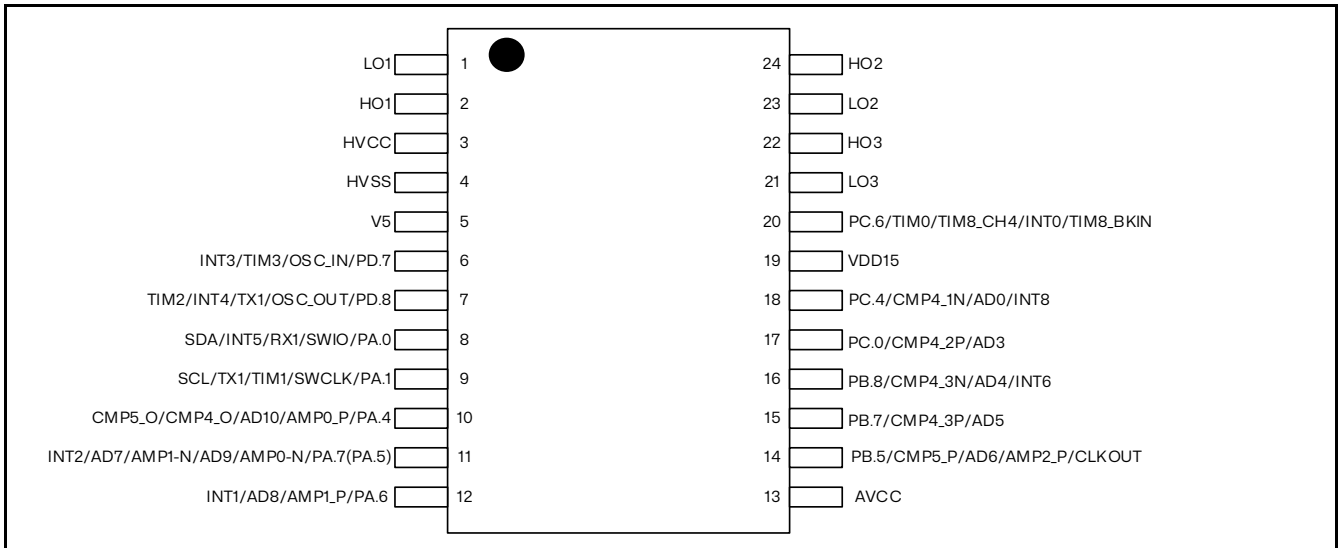 LO1 1 24 HO2
HO1 2 23 LO2
HVCC 3 22 HO3
HVSS 4 21 LO3
V5 5 20 PC.6/TIM0/TIM8_CH4/INT0/TIM8_BKIN
INT3/TIM3/OSC_IN/PD.7 6 19 VDD15
TIM2/INT4/TX1/OSC_OUT/PD.8 7 18 PC.4/CMP4_1N/AD0/INT8
SDA/INT5/RX1/SWIO/PA.0 8 17 PC.0/CMP4_2P/AD3
SCL/TX1/TIM1/SWCLK/PA.1 9 16 PB.8/CMP4_3N/AD4/INT6
CMP5_O/CMP4_O/AD10/AMP0_P/PA.4 10 15 PB.7/CMP4_3P/AD5
INT2/AD7/AMP1-N/AD9/AMP0-N/PA.7(PA.5) 11 14 PB.5/CMP5_P/AD6/AMP2_P/CLKOUT
INT1/AD8/AMP1_P/PA.6 12 13 AVCC